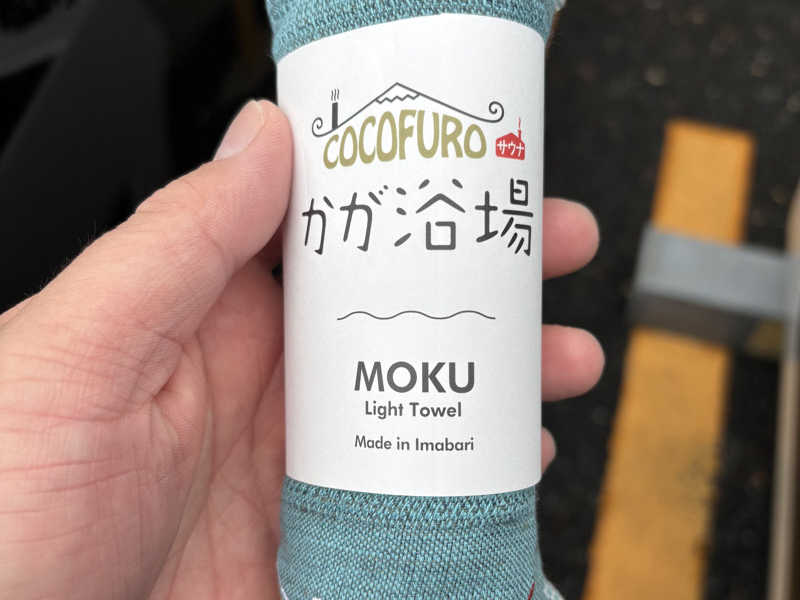 COCOFURO サウナ
かが浴場
MOKU
Light Towel
Made in Imabari